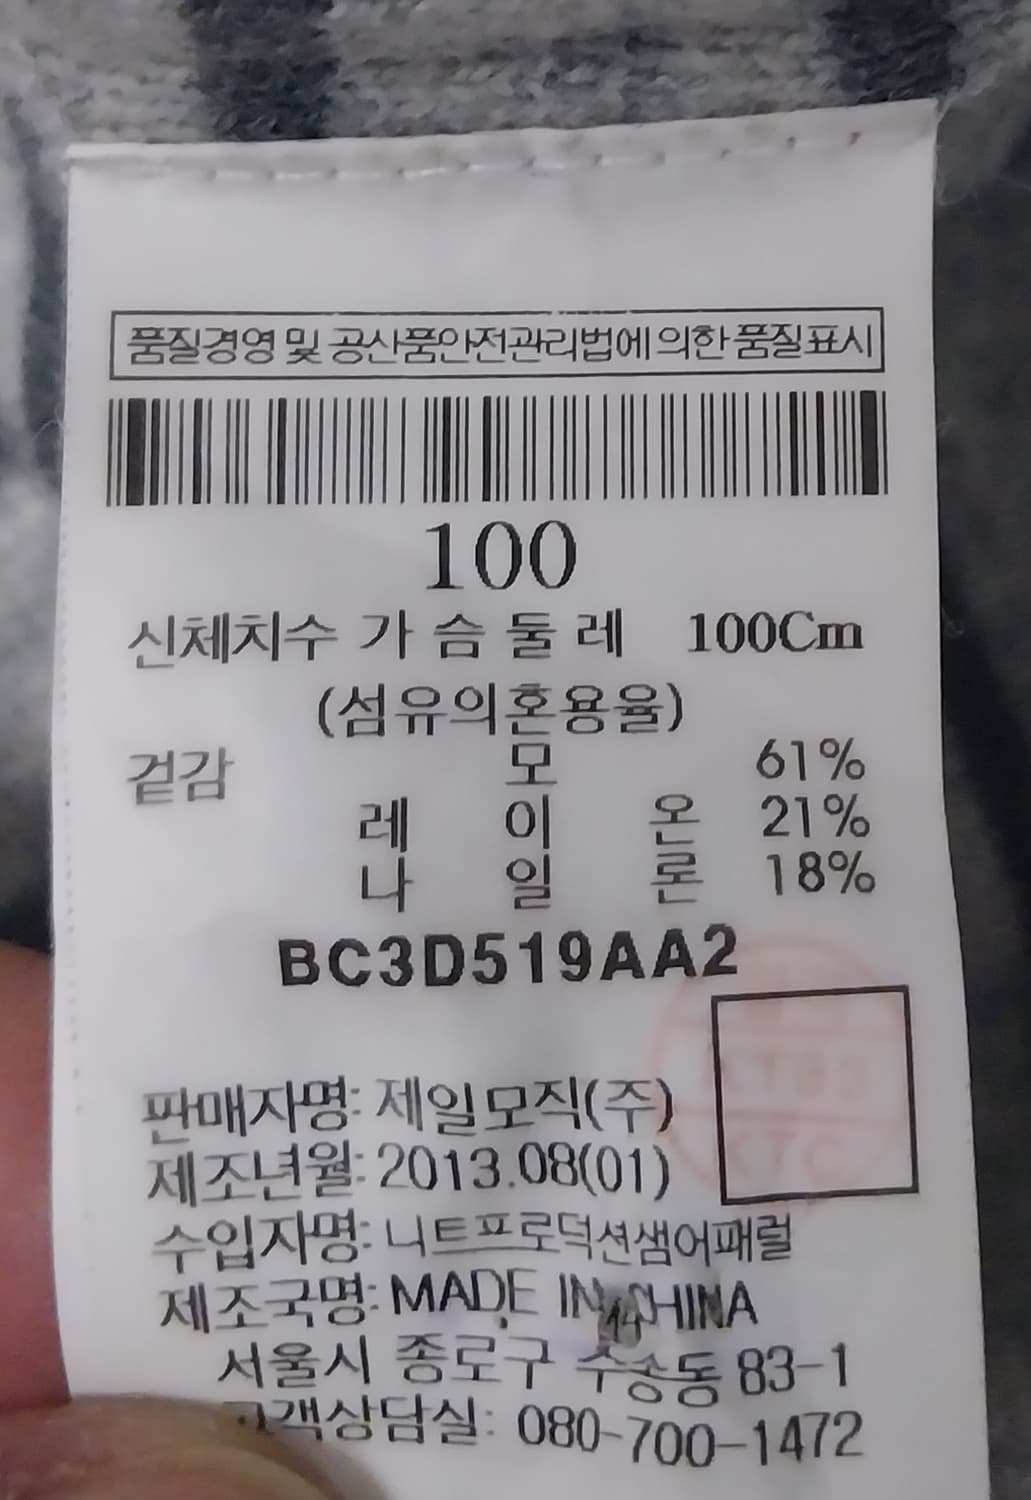 품질경영 및 공산품안전관리법에 의한 품질표시
100
신체치수 가 슴 둘 레 100Cm
(섬유의혼용율)
겉감 모 61%
레 이 온 21%
나 일 론 18%
BC3D519AA2
판매자명: 제일모직(주)
제조년월: 2013.08(01)
수입자명: 니트프로덕션샘어패럴
제조국명: MADE IN CHINA
서울시 종로구 수송동 83-1
고객상담실: 080-700-1472